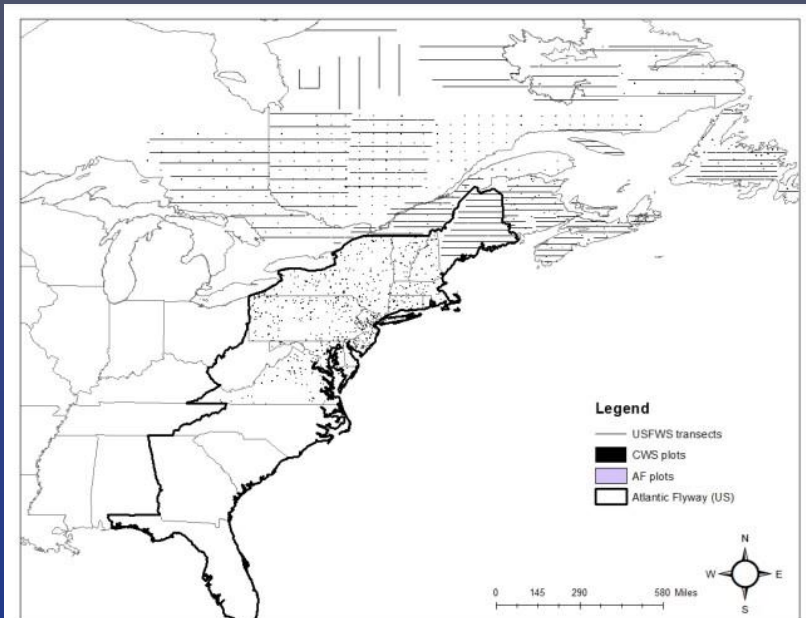 Legend
USFWS transects
CWS plots
AF plots
Atlantic Flyway (US)
N
W E
S
0 145 290 580 Miles